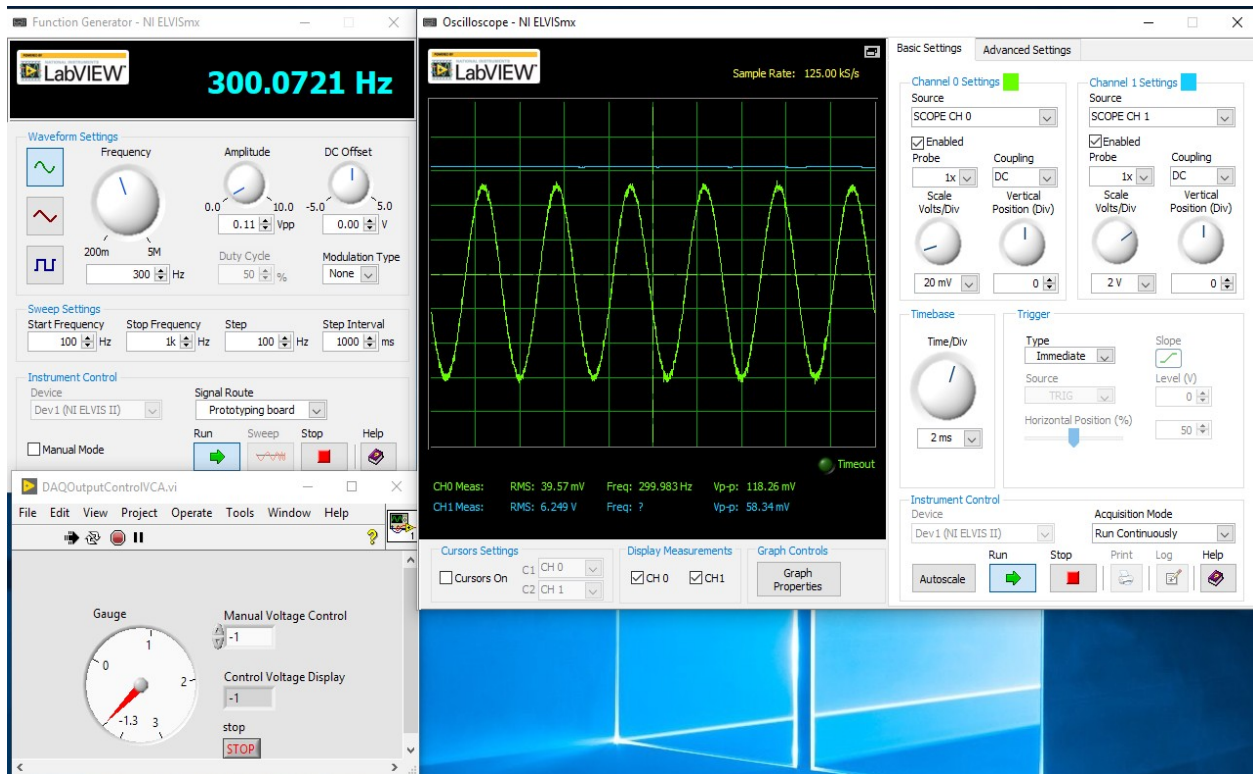 Function Generator - NI ELVISmx
POWERED BY
NATIONAL INSTRUMENTS
LabVIEW
300.0721 Hz
Waveform Settings
Frequency
Amplitude
DC Offset
0.0
10.0
-5.0
5.0
0.11 Vpp
0.00 V
200m
5M
300 Hz
Duty Cycle
50 %
Modulation Type
None
Sweep Settings
Start Frequency
Stop Frequency
Step
Step Interval
100 Hz
1k Hz
100 Hz
1000 ms
Instrument Control
Device
Signal Route
Dev1 (NI ELVIS II)
Prototyping board
Run
Sweep
Stop
Help
Manual Mode
DAQOutputControlVCA.vi
File Edit View Project Operate Tools Window Help
1
Gauge
0
1
2
-1.3
3
Manual Voltage Control
-1
Control Voltage Display
-1
stop
STOP
Oscilloscope - NI ELVISmx
POWERED BY
NATIONAL INSTRUMENTS
LabVIEW
Sample Rate: 125.00 kS/s
Timeout
CH0 Meas: RMS: 39.57 mV Freq: 299.983 Hz Vp-p: 118.26 mV
CH1 Meas: RMS: 6.249 V Freq: ? Vp-p: 58.34 mV
Cursors Settings
Cursors On
C1 CH 0
C2 CH 1
Display Measurements
CH 0 CH1
Graph Controls
Graph
Properties
Basic Settings
Advanced Settings
Channel 0 Settings
Source
SCOPE CH 0
Enabled
Probe
Coupling
1x
DC
Scale
Volts/Div
Vertical
Position (Div)
20 mV
0
Channel 1 Settings
Source
SCOPE CH 1
Enabled
Probe
Coupling
1x
DC
Scale
Volts/Div
Vertical
Position (Div)
2 V
0
Timebase
Time/Div
2 ms
Trigger
Type
Immediate
Slope
Source
TRIG
Level (V)
0
Horizontal Position (%)
50
Instrument Control
Device
Acquisition Mode
Dev1 (NI ELVIS II)
Run Continuously
Run
Stop
Print
Log
Help
Autoscale